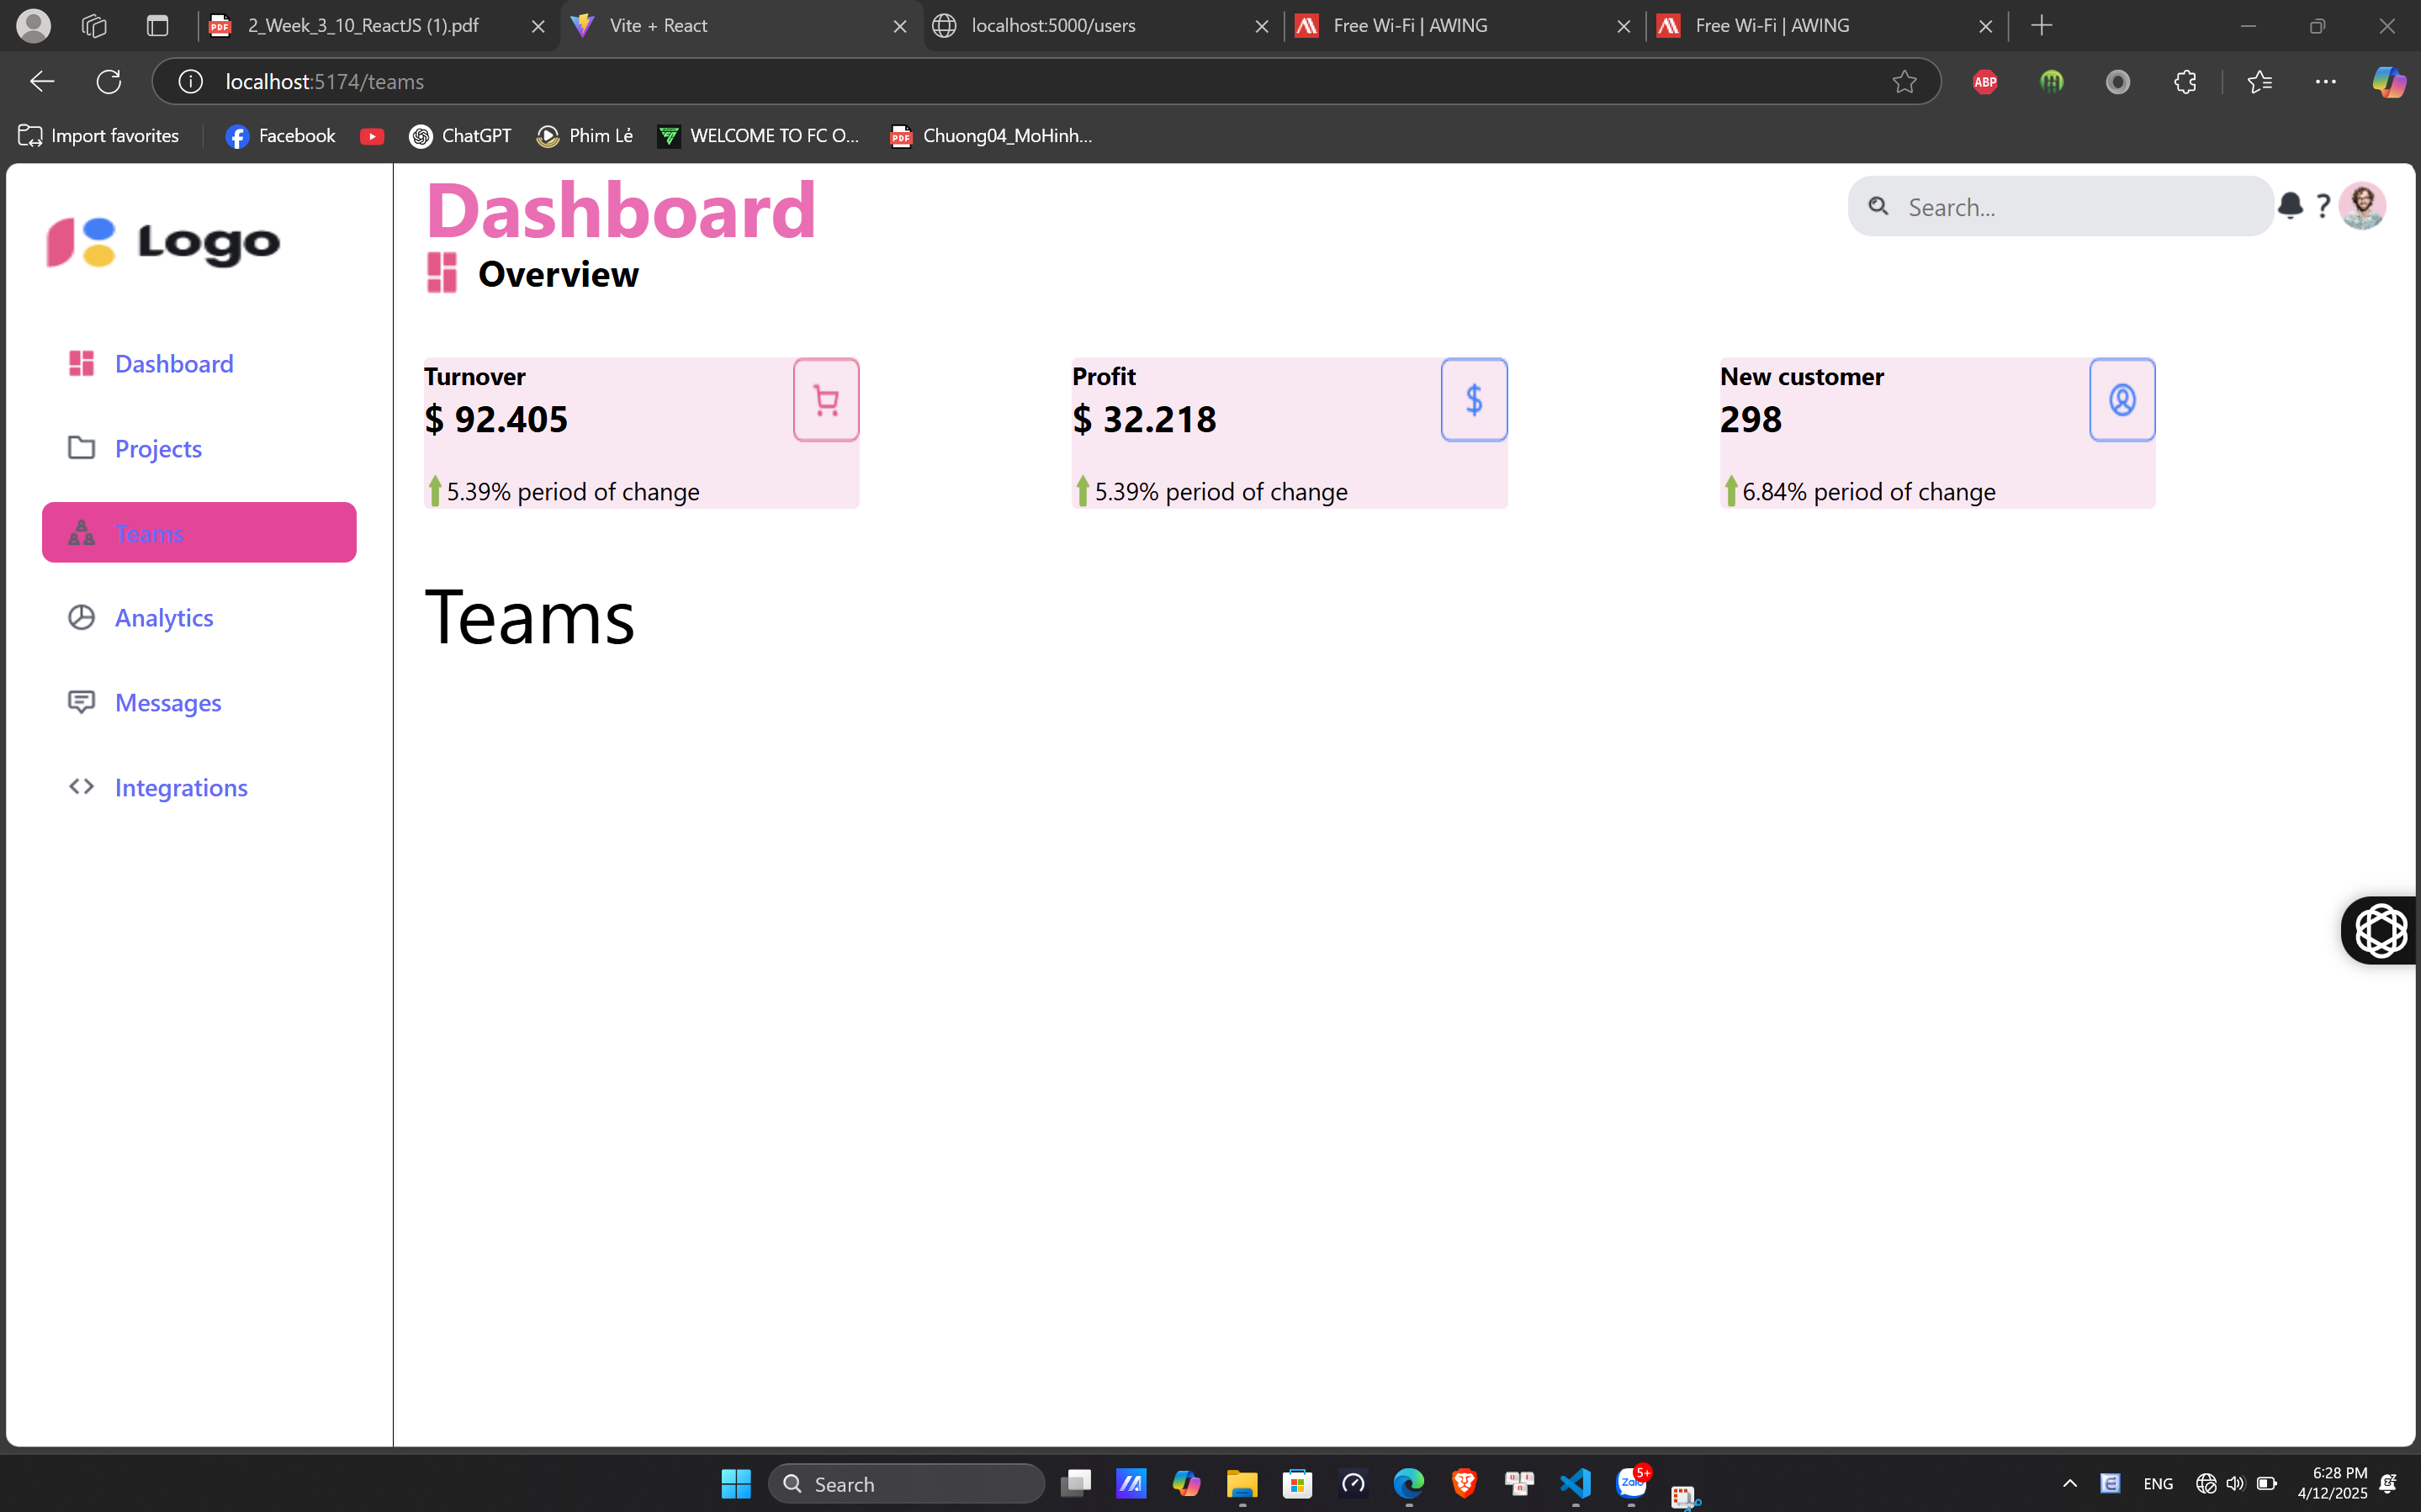 2_Week_3_10_ReactJS (1).pdf
Vite + React
localhost:5000/users
Free Wi-Fi | AWING
Free Wi-Fi | AWING
localhost:5174/teams
ABP
Import favorites
Facebook
ChatGPT
Phim Lẻ
WELCOME TO FC O...
PDF
Chuong04_MoHinh...
Logo
Dashboard
Search...
?
Overview
Dashboard
Projects
Teams
Analytics
Messages
Integrations
Turnover
$ 92.405
5.39% period of change
Profit
$ 32.218
$
5.39% period of change
New customer
298
6.84% period of change
Teams
Search
Zalo
5+
ENG
6:28 PM
4/12/2025